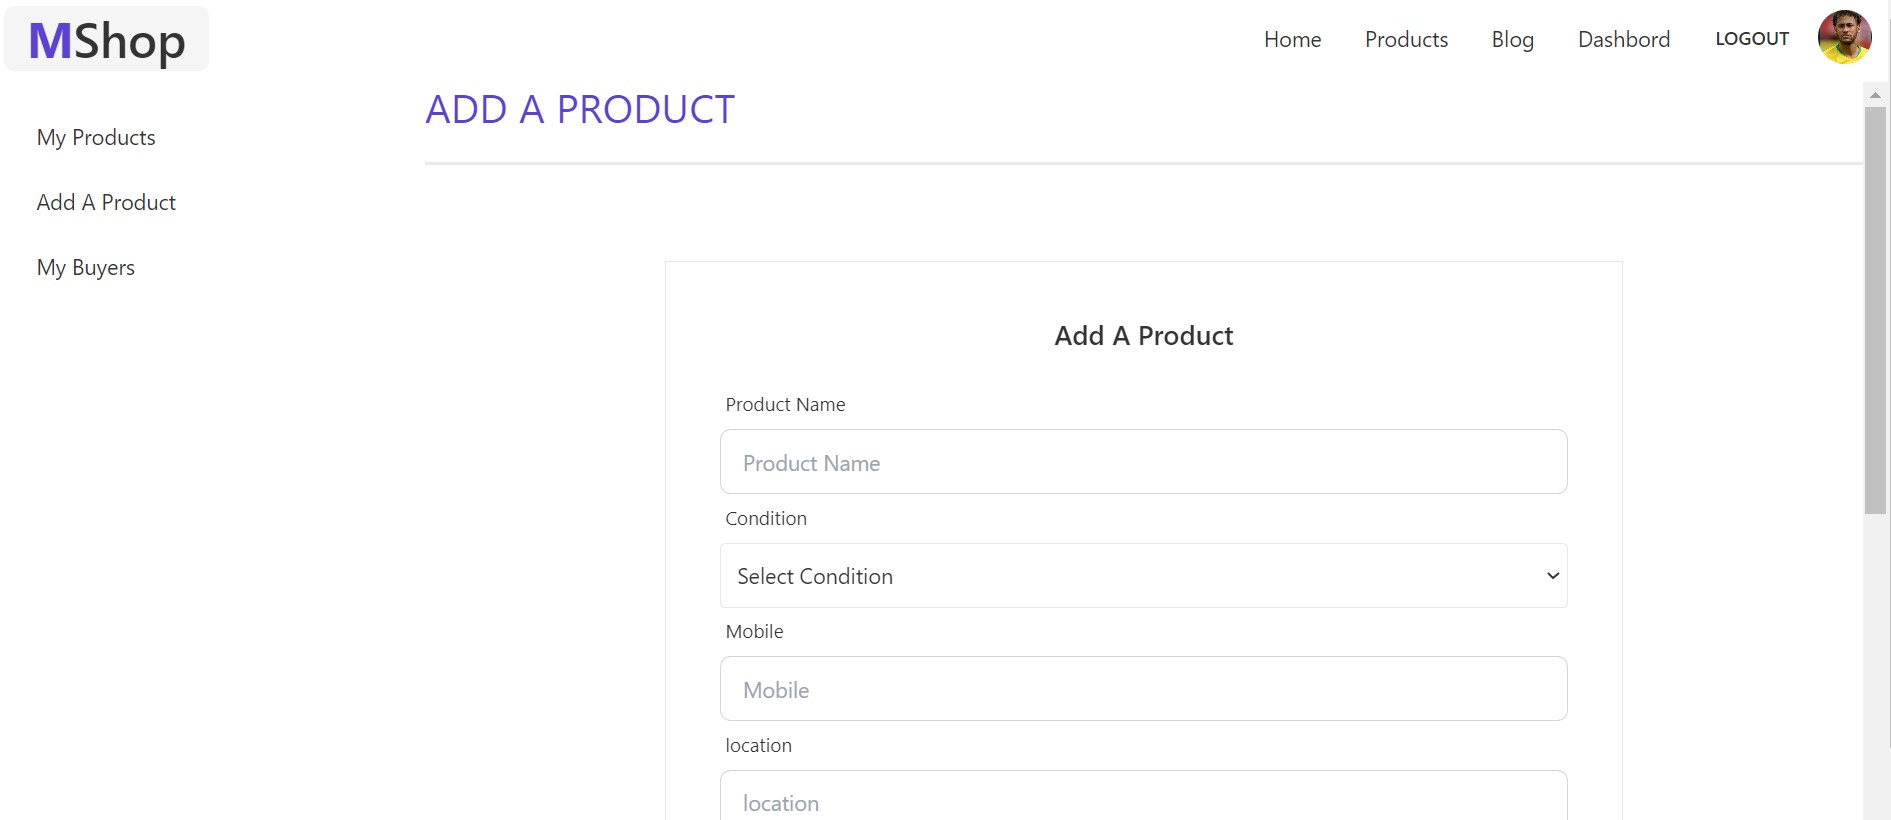 MShop
Home Products Blog Dashbord LOGOUT
My Products
Add A Product
My Buyers
ADD A PRODUCT
Add A Product
Product Name
Product Name
Condition
Select Condition
Mobile
Mobile
location
location